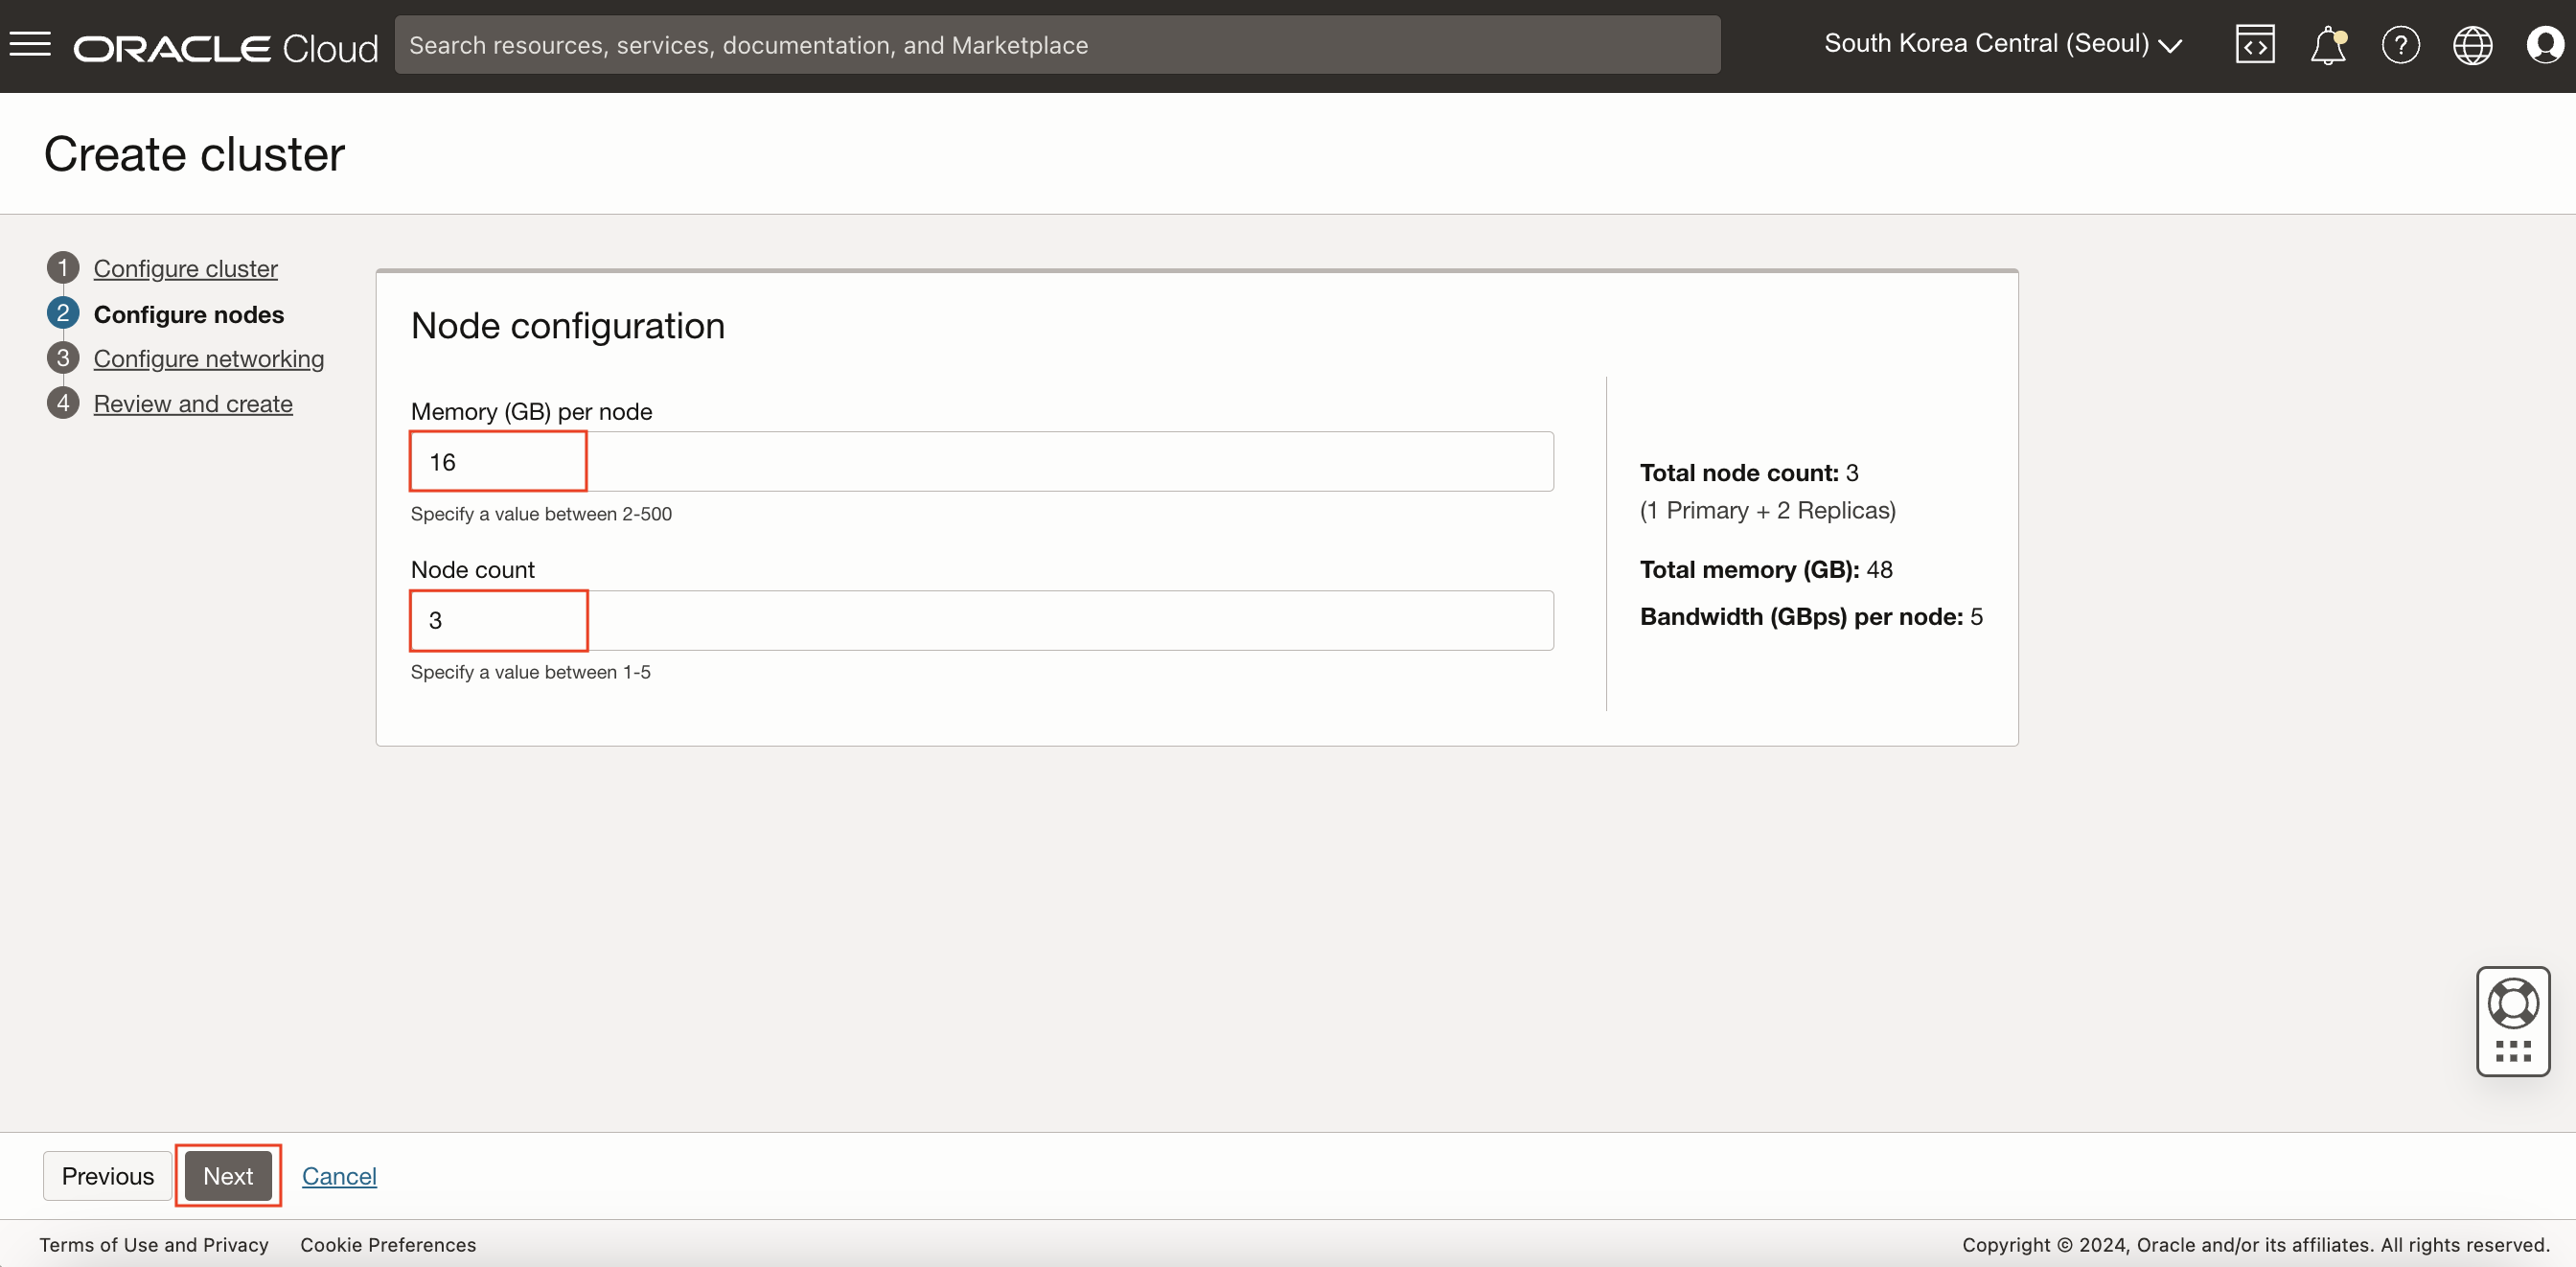 ORACLE Cloud
Search resources, services, documentation, and Marketplace
South Korea Central (Seoul)
Create cluster
1 Configure cluster
2 Configure nodes
3 Configure networking
4 Review and create
Node configuration
Memory (GB) per node
16
Specify a value between 2-500
Node count
3
Specify a value between 1-5
Total node count: 3
(1 Primary + 2 Replicas)
Total memory (GB): 48
Bandwidth (GBps) per node: 5
Previous Next Cancel
Terms of Use and Privacy Cookie Preferences
Copyright © 2024, Oracle and/or its affiliates. All rights reserved.